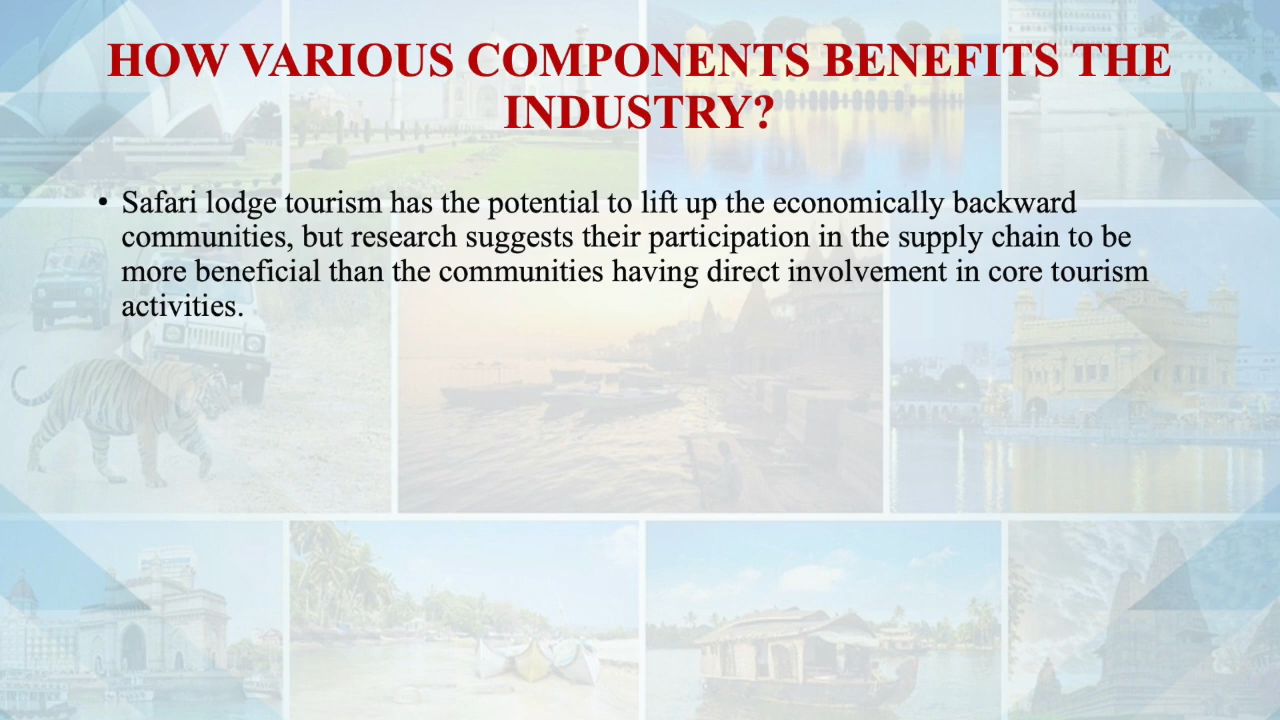 HOW VARIOUS COMPONENTS BENEFITS THE
INDUSTRY?
• Safari lodge tourism has the potential to lift up the economically backward
communities, but research suggests their participation in the supply chain to be
more beneficial than the communities having direct involvement in core tourism
activities.